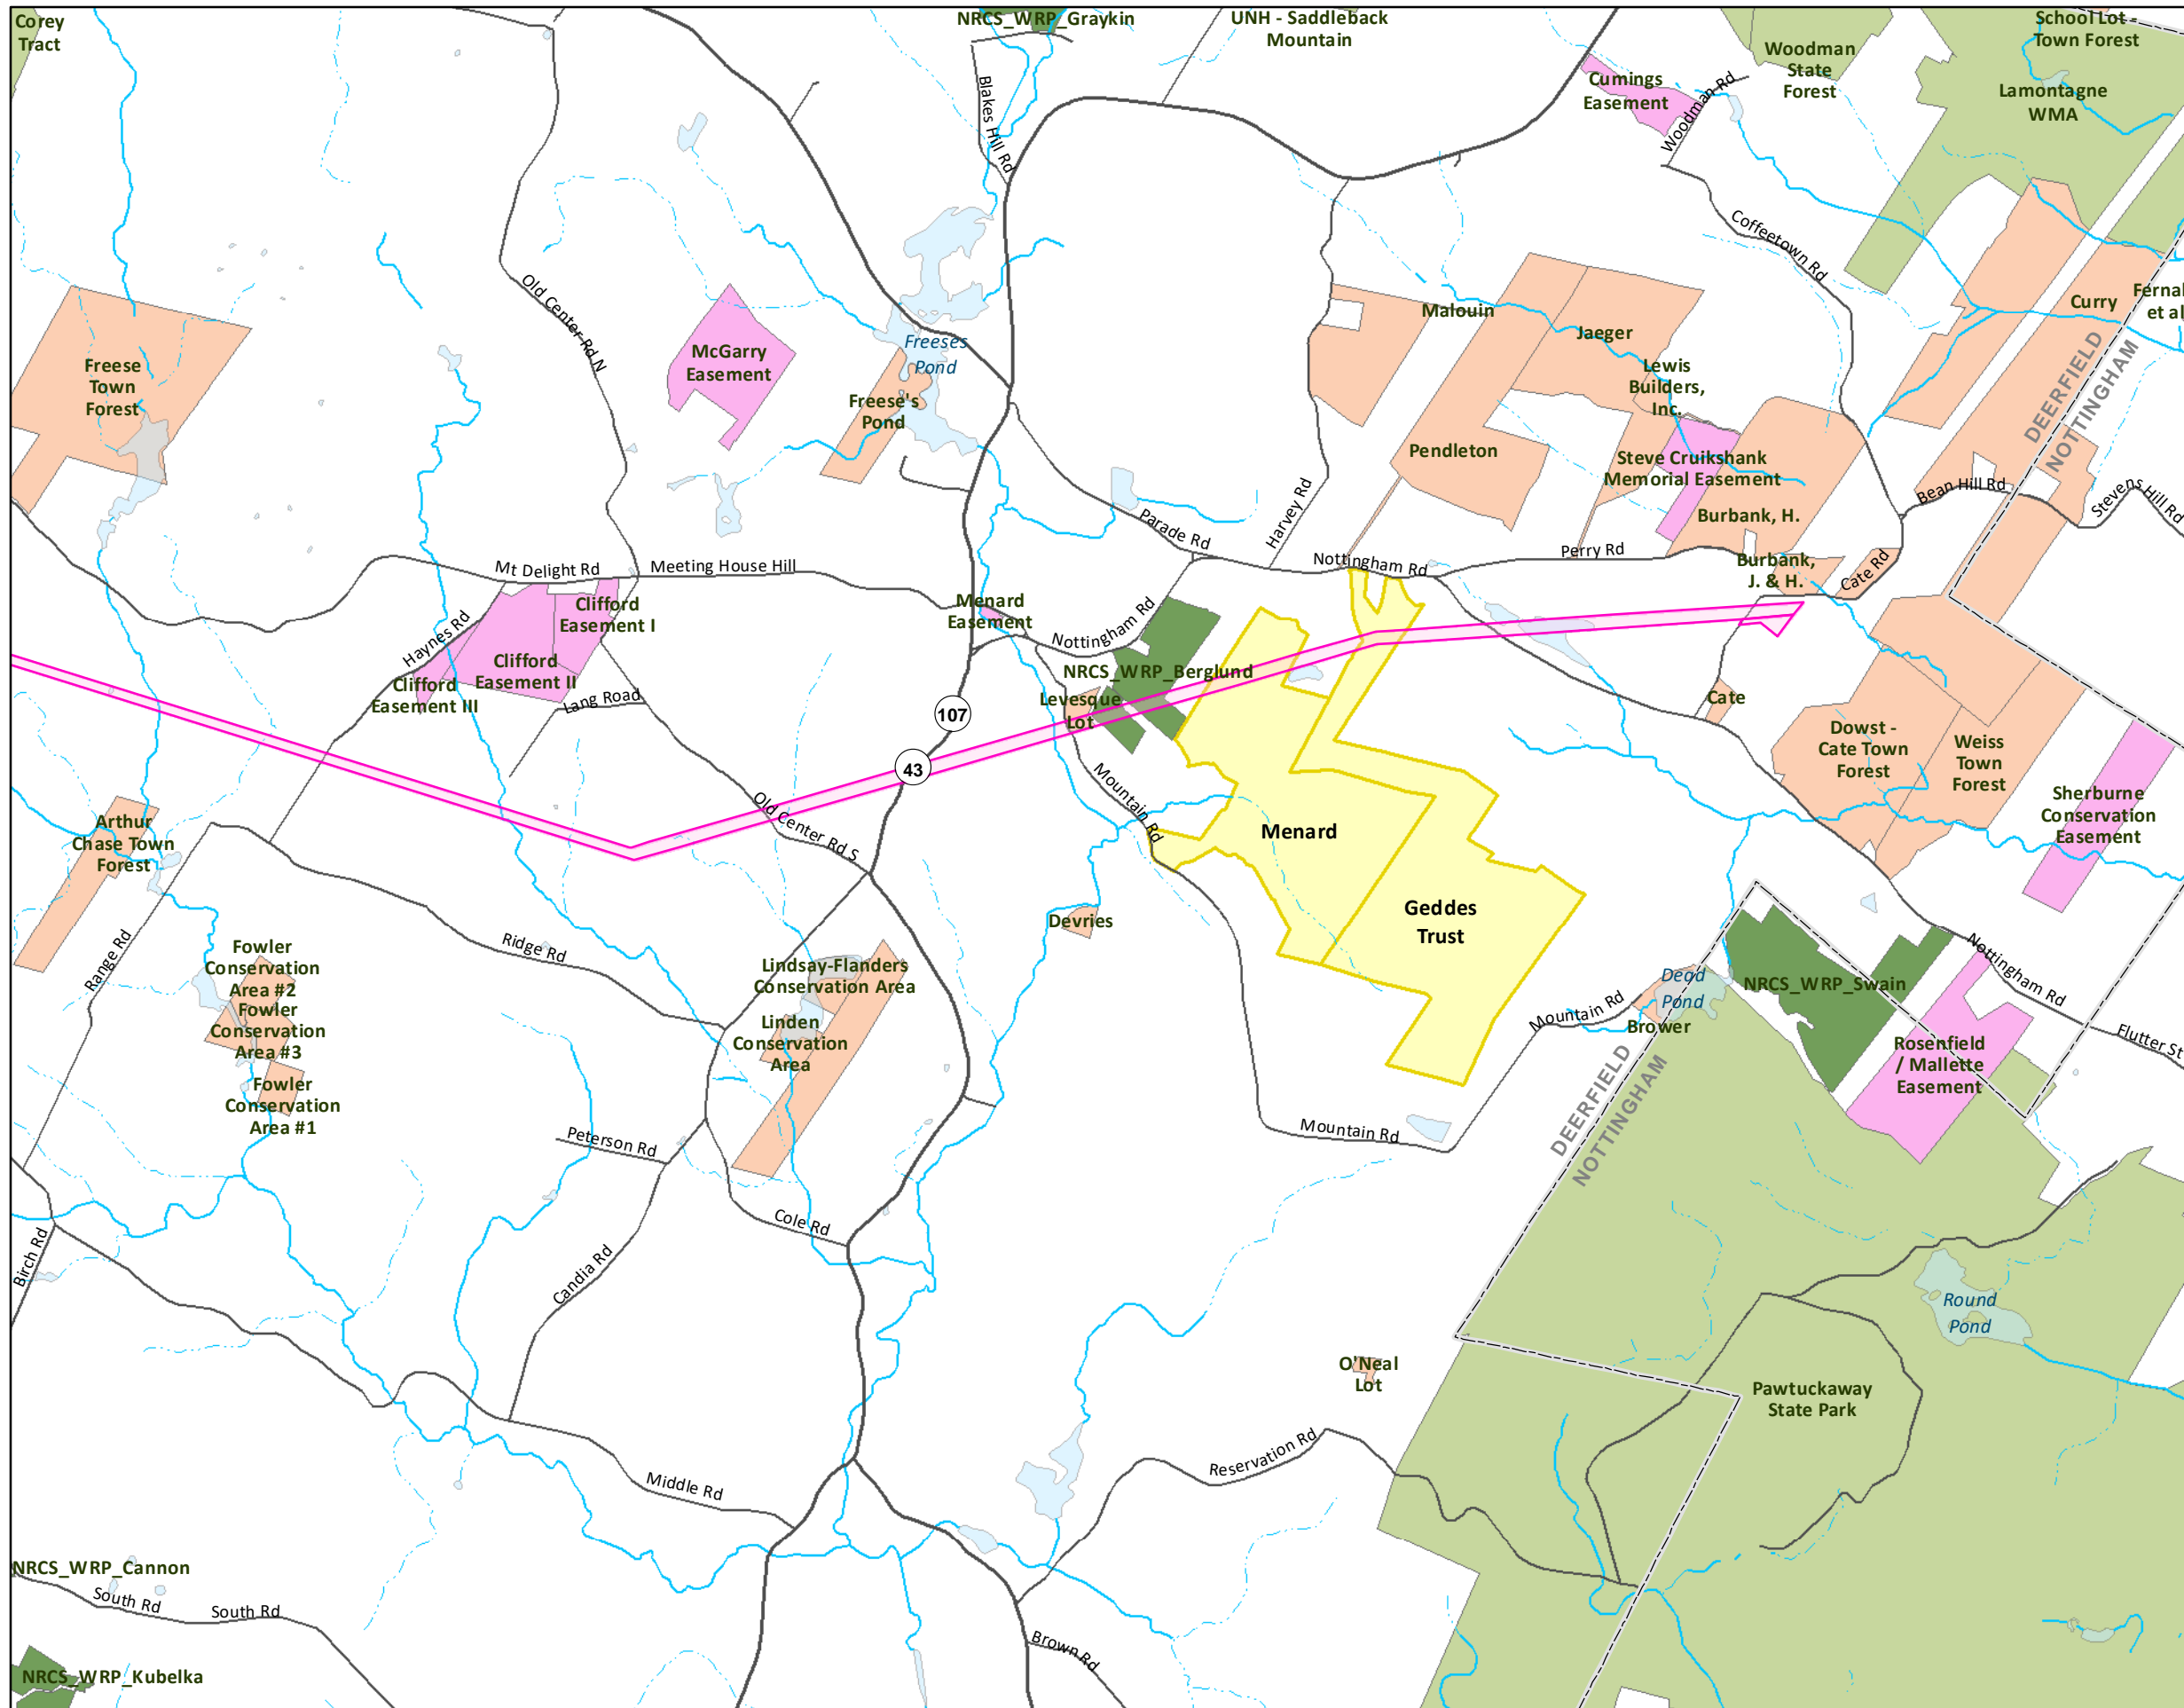 Corey
Tract
NRCS_WRP_Graykin
UNH - Saddleback
Mountain
School Lot -
Town Forest
Woodman
State
Forest
Cumings
Easement
Lamontagne
WMA
Woodman Rd
Blakes Hill Rd
Coffeetown Rd
Old Center Rd N
Curry
Malouin
Jaeger
Freeses
Pond
McGarry
Easement
Freese
Town
Forest
Lewis
Builders,
Inc.
DEERFIELD
NOTTINGHAM
Freese's
Pond
Pendleton
Steve Cruikshank
Memorial Easement
Bean Hill Rd
Stevens Hill Rd
Harvey Rd
Parade Rd
Burbank, H.
Perry Rd
Nottingham Rd
Mt Delight Rd
Meeting House Hill
Burbank,
J. & H.
Cate Rd
Clifford
Easement I
Menard
Easement
Nottingham Rd
Haynes Rd
Clifford
Easement II
NRCS_WRP_Berglund
Clifford
Easement III
Lang Road
Levesque
Lot
Cate
107
43
Dowst -
Cate Town
Forest
Weiss
Town
Forest
Mountain Rd
Sherburne
Conservation
Easement
Arthur
Chase Town
Forest
Old Center Rd S
Menard
Geddes
Trust
Devries
Range Rd
Ridge Rd
Fowler
Conservation
Area #2
Fowler
Conservation
Area #3
Fowler
Conservation
Area #1
Lindsay-Flanders
Conservation Area
Linden
Conservation
Area
Dead
Pond
NRCS_WRP_Swain
Nottingham Rd
Mountain Rd
Brower
Flutter St
Rosenfield
/ Mallette
Easement
DEERFIELD
NOTTINGHAM
Mountain Rd
Peterson Rd
Cole Rd
Birch Rd
Candia Rd
Round
Pond
O'Neal
Lot
Pawtuckaway
State Park
Reservation Rd
Middle Rd
NRCS_WRP_Cannon
South Rd
South Rd
Brown Rd
NRCS_WRP_Kubelka